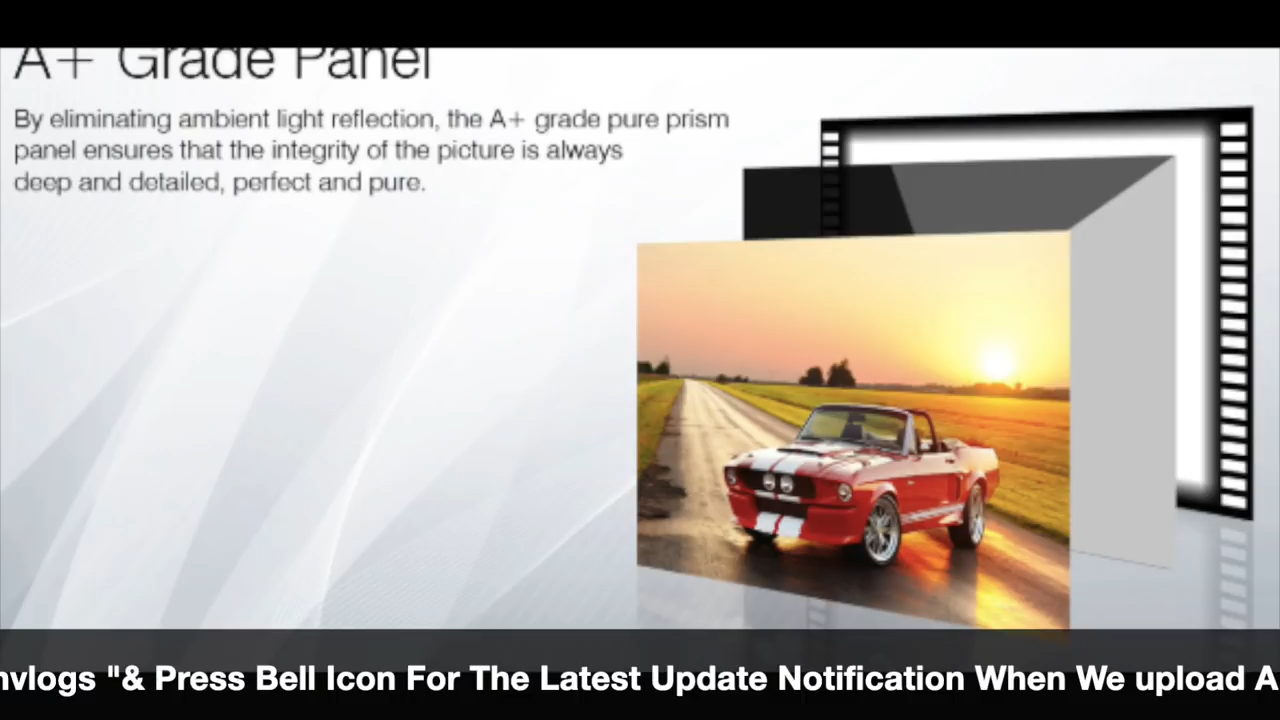 A+ Grade Panel
By eliminating ambient light reflection, the A+ grade pure prism
panel ensures that the integrity of the picture is always
deep and detailed, perfect and pure.
"& Press Bell Icon For The Latest Update Notification When We upload A